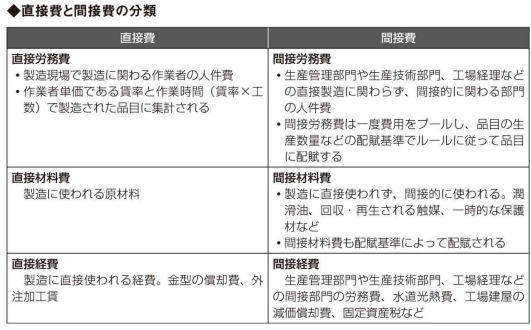 ◆直接費と間接費の分類
直接費
間接費
直接労務費
•製造現場で製造に関わる作業者の人件費
•作業者単価である賃率と作業時間（賃率×工
数）で製造された品目に集計される
間接労務費
•生産管理部門や生産技術部門、工場経理など
の直接製造に関わらず、間接的に関わる部門
の人件費
•間接労務費は一度費用をプールし、品目の生
産数量などの配賦基準でルールに従って品目
に配賦する
直接材料費
製造に使われる原材料
間接材料費
•製造に直接使われず、間接的に使われる。潤
滑油、回収・再生される触媒、一時的な保護
材など
•間接材料費も配賦基準によって配賦される
直接経費
製造に直接使われる経費。金型の償却費、外
注加工賃
間接経費
生産管理部門や生産技術部門、工場経理など
の間接部門の労務費、水道光熱費、工場建屋の
減価償却費、固定資産税など